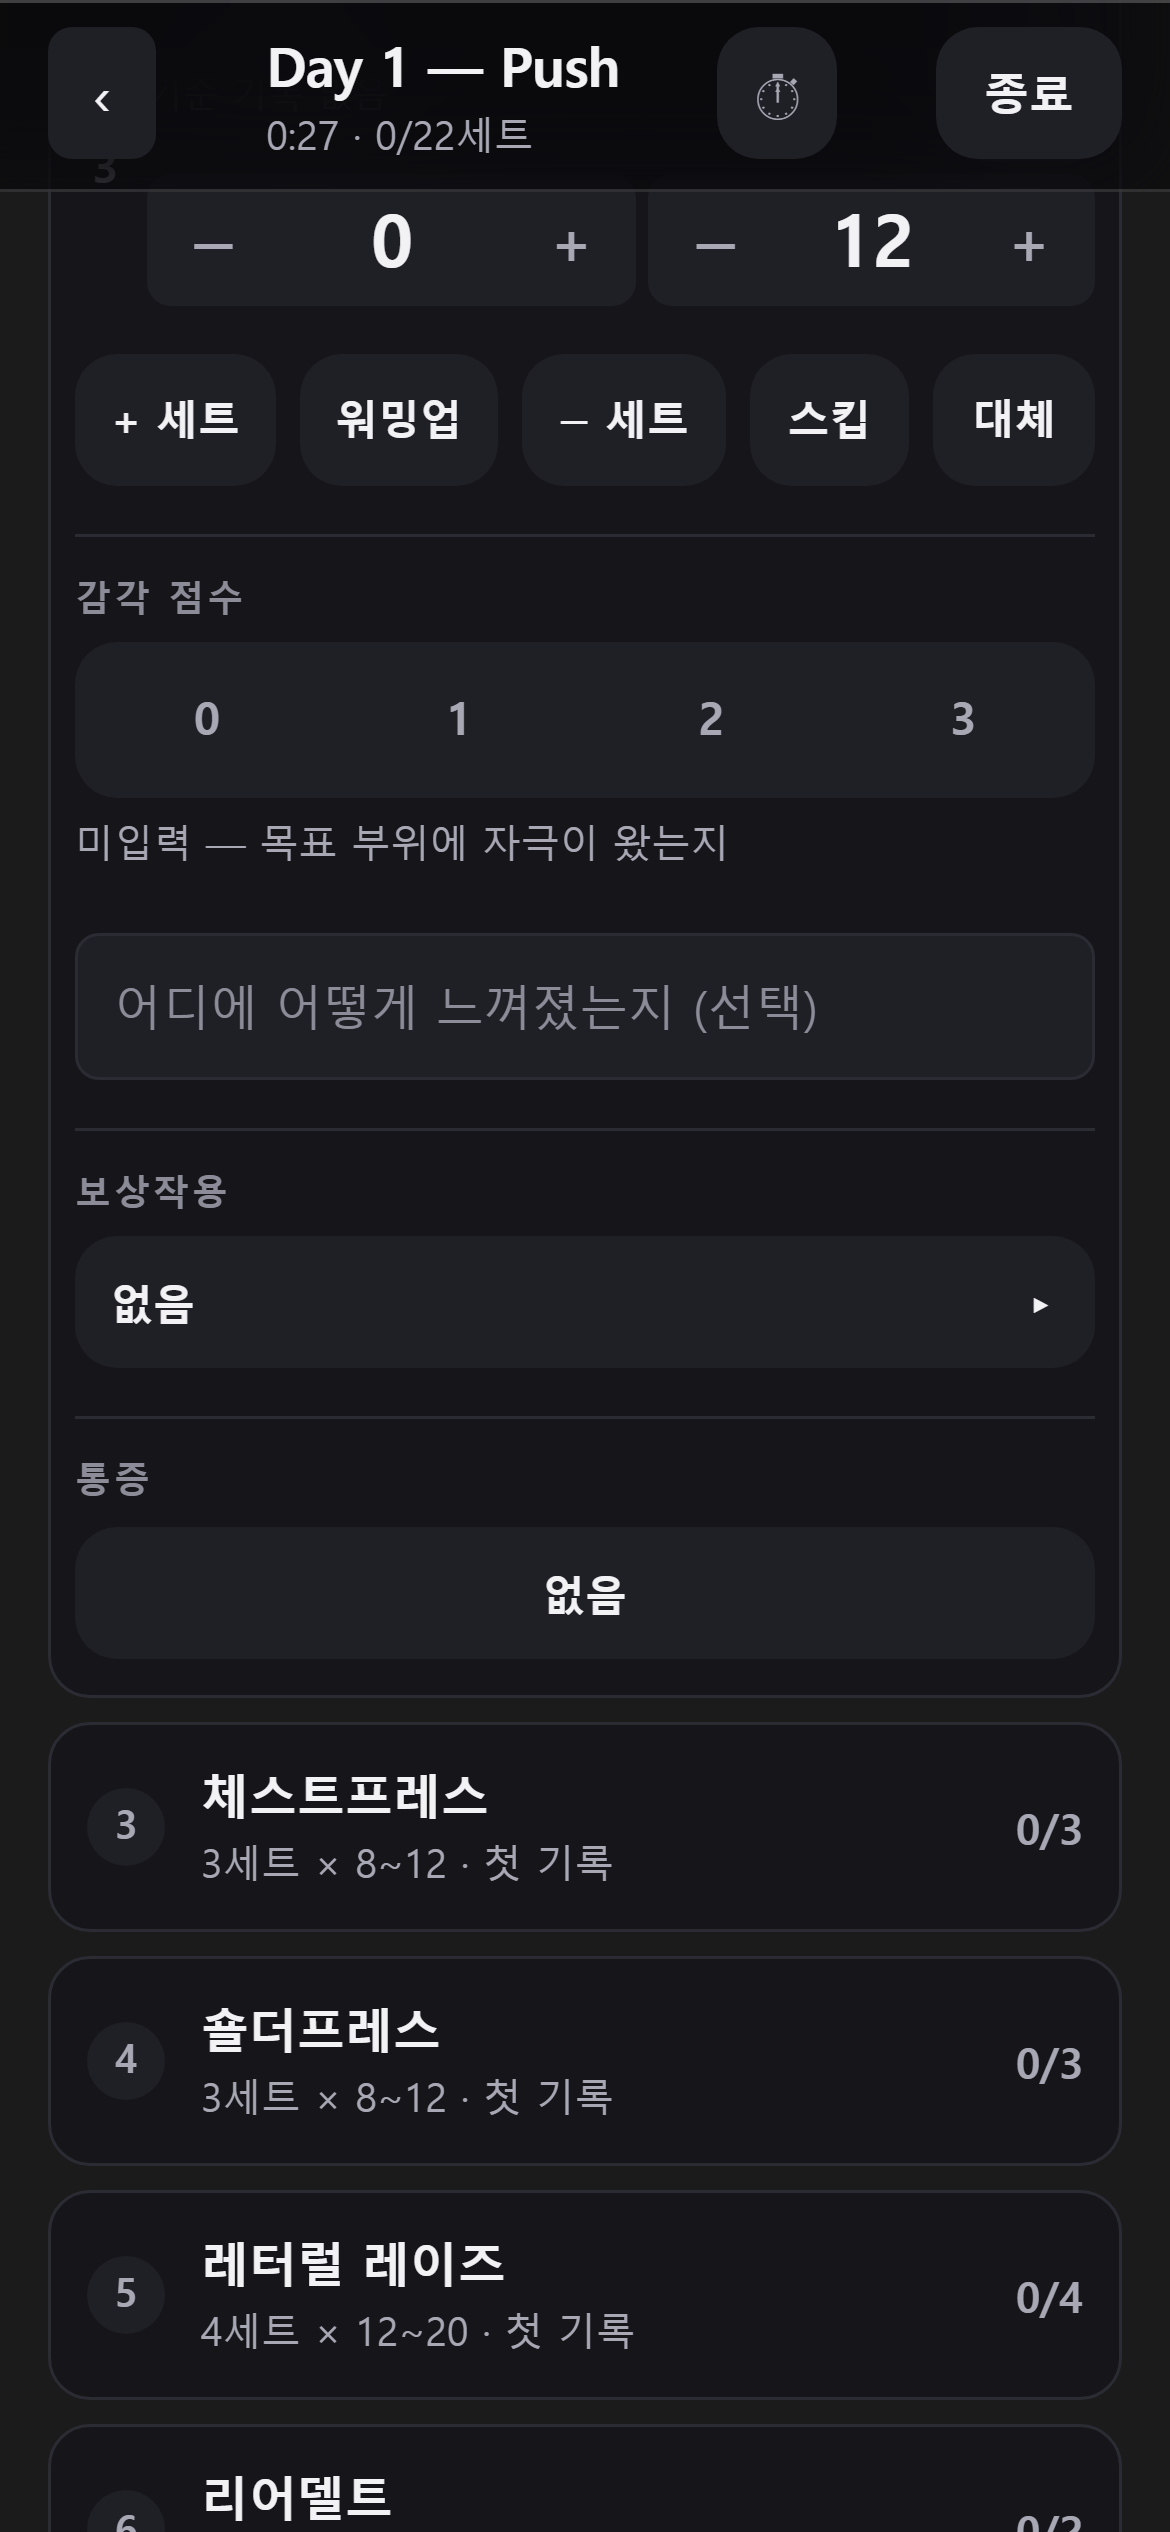 ‹
Day 1 — Push
0:27 · 0/22세트
종료
3
— 0 + — 12 +
+ 세트 워밍업 — 세트 스킵 대체
감각 점수
0 1 2 3
미입력 — 목표 부위에 자극이 왔는지
어디에 어떻게 느껴졌는지 (선택)
보상작용
없음 ▸
통증
없음
3
체스트프레스
3세트 × 8~12 · 첫 기록
0/3
4
숄더프레스
3세트 × 8~12 · 첫 기록
0/3
5
레터럴 레이즈
4세트 × 12~20 · 첫 기록
0/4
6
리어델트